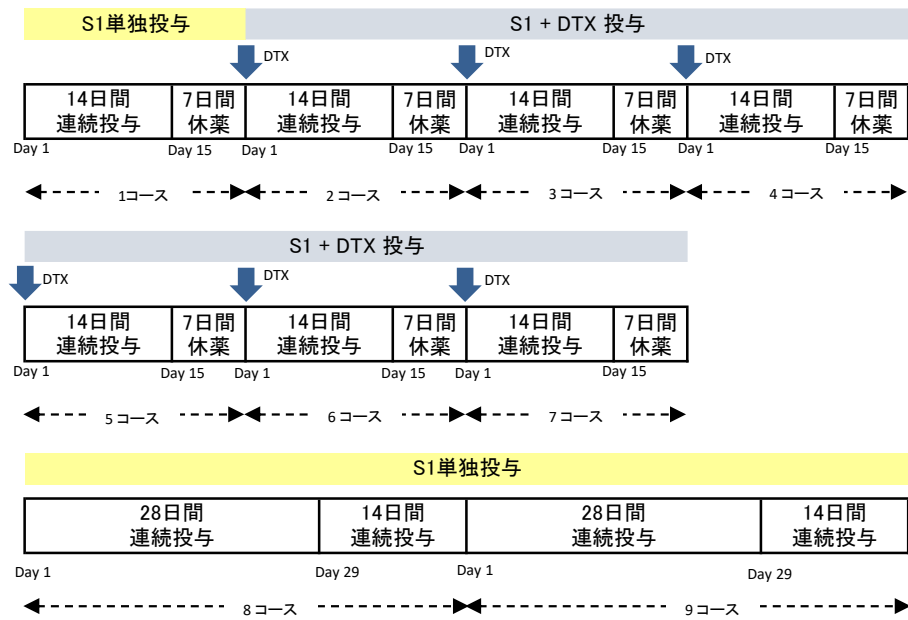 S1単独投与
S1 + DTX 投与
DTX
DTX
DTX
14日間
連続投与
7日間
休薬
14日間
連続投与
7日間
休薬
14日間
連続投与
7日間
休薬
14日間
連続投与
7日間
休薬
Day 1
Day 15
Day 1
Day 15
Day 1
Day 15
Day 1
Day 15
1コース
2 コース
3 コース
4 コース
S1 + DTX 投与
DTX
DTX
DTX
14日間
連続投与
7日間
休薬
14日間
連続投与
7日間
休薬
14日間
連続投与
7日間
休薬
Day 1
Day 15
Day 1
Day 15
Day 1
Day 15
5 コース
6 コース
7 コース
S1単独投与
28日間
連続投与
14日間
連続投与
28日間
連続投与
14日間
連続投与
Day 1
Day 29
Day 1
Day 29
8 コース
9 コース